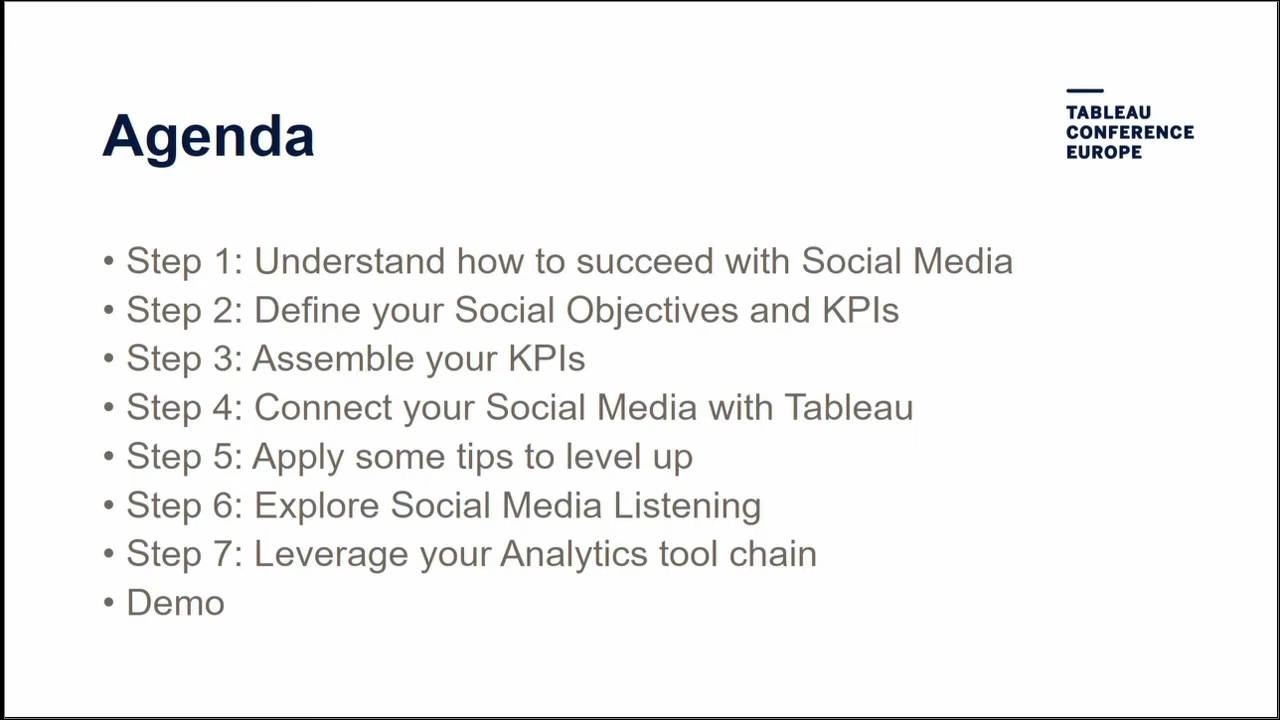 Agenda
TABLEAU
CONFERENCE
EUROPE
• Step 1: Understand how to succeed with Social Media
• Step 2: Define your Social Objectives and KPIs
• Step 3: Assemble your KPIs
• Step 4: Connect your Social Media with Tableau
• Step 5: Apply some tips to level up
• Step 6: Explore Social Media Listening
• Step 7: Leverage your Analytics tool chain
• Demo